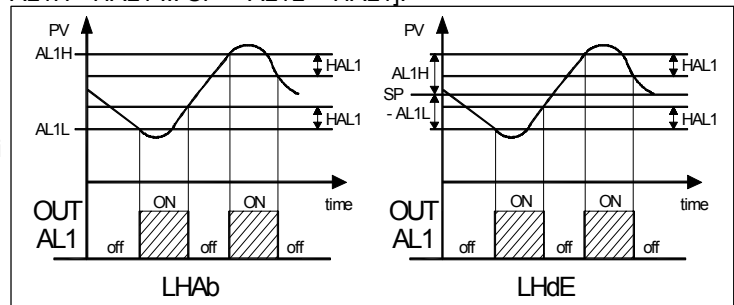 PV
AL1H
HAL1
HAL1
AL1L
time
OUT
AL1
off
ON
off
ON
off
LHAb
PV
AL1H
SP
- AL1L
HAL1
HAL1
time
OUT
AL1
off
ON
off
ON
off
LHdE